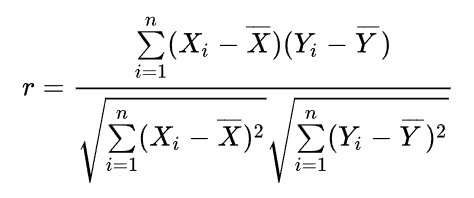 r = \frac{\sum_{i=1}^{n}(X_i - \overline{X})(Y_i - \overline{Y})}{\sqrt{\sum_{i=1}^{n}(X_i - \overline{X})^2}\sqrt{\sum_{i=1}^{n}(Y_i - \overline{Y})^2}}